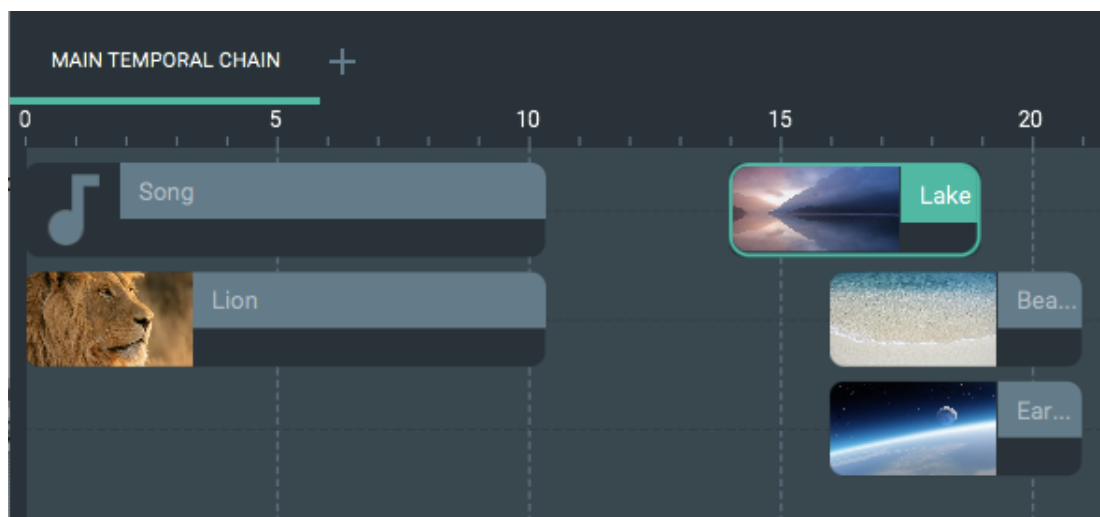 MAIN TEMPORAL CHAIN +
0 5 10 15 20
Song
Lake
Lion
Bea...
Ear...